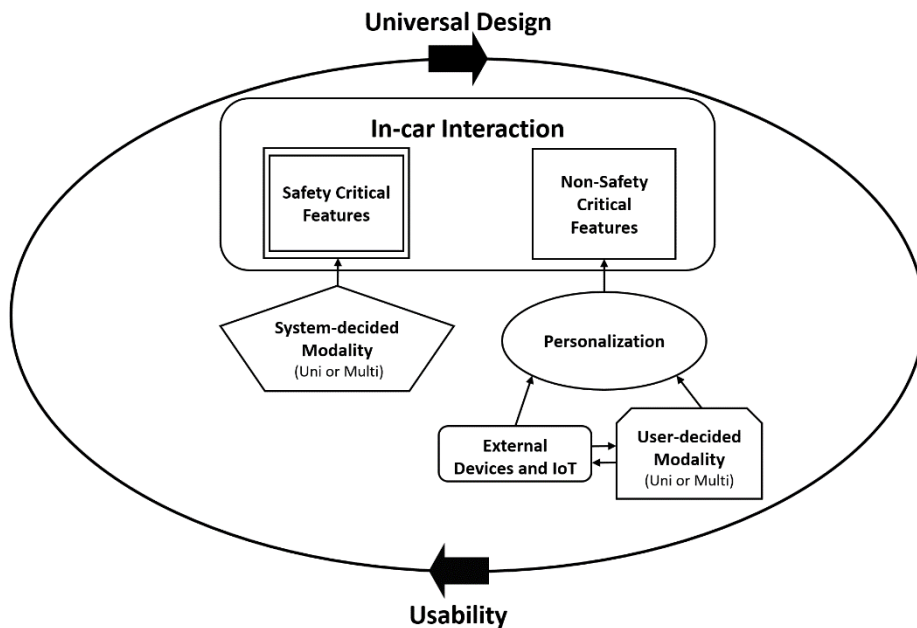 Universal Design
In-car Interaction
Safety Critical
Features
Non-Safety
Critical
Features
System-decided
Modality
(Uni or Multi)
Personalization
External
Devices and IoT
User-decided
Modality
(Uni or Multi)
Usability